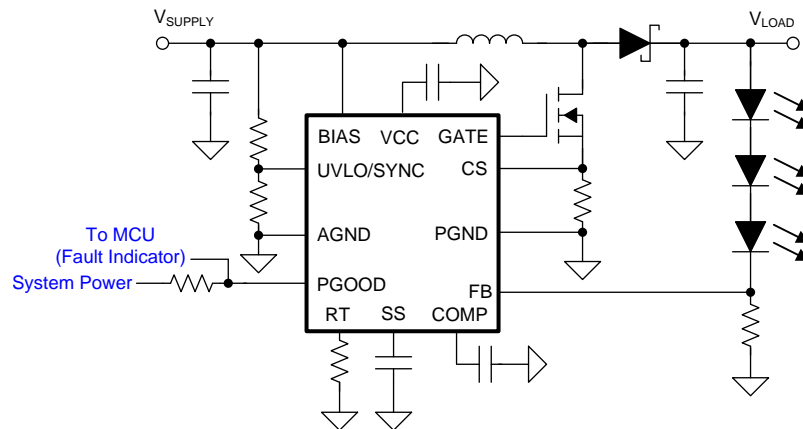 VSUPPLY
VLOAD
BIAS
VCC
GATE
UVLO/SYNC
CS
AGND
PGND
To MCU
(Fault Indicator)
System Power
PGOOD
FB
RT
SS
COMP